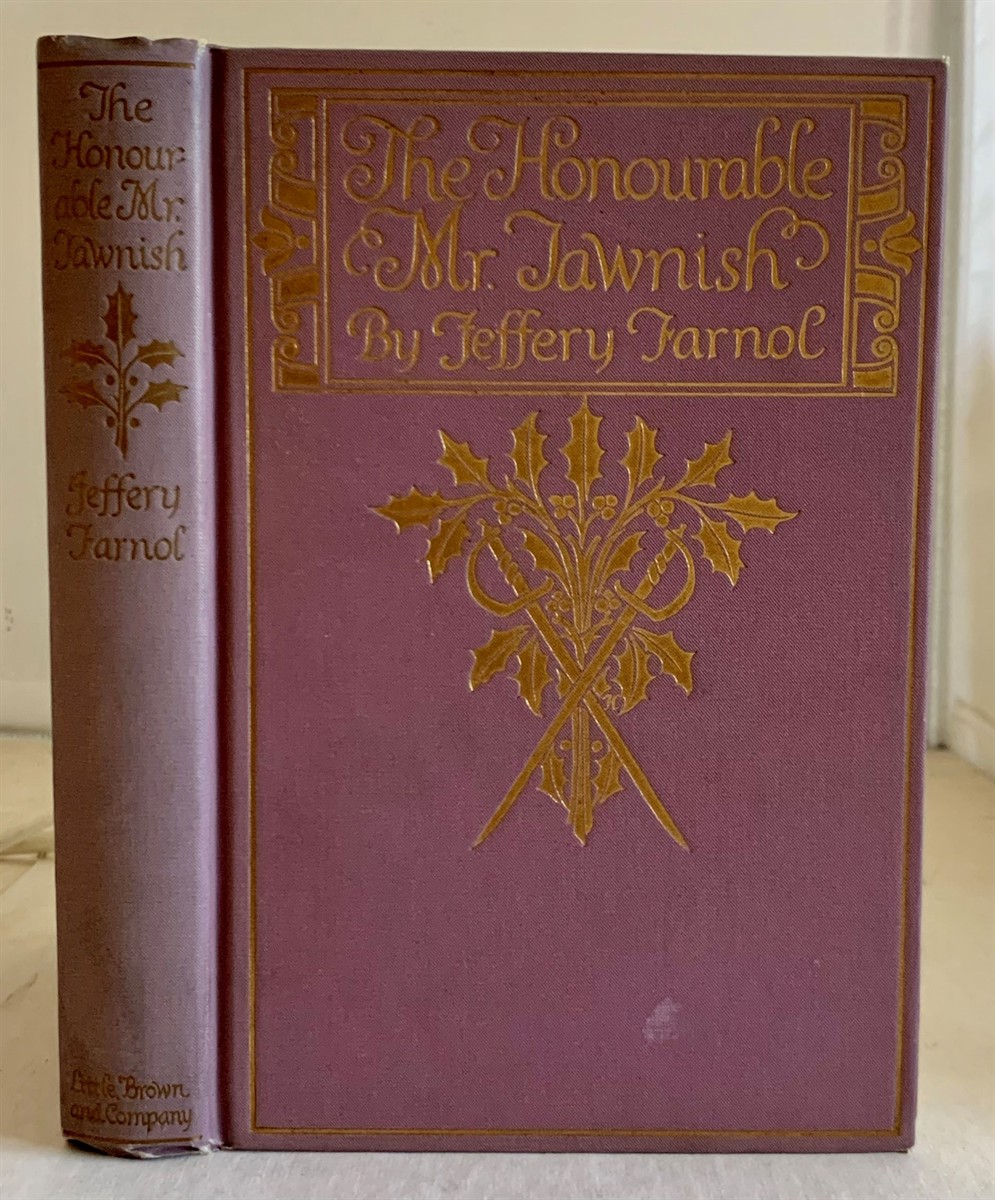 The
Honour-
able Mr.
Tawnish
Jeffery
Farnol
Little, Brown
and Company
The Honourable
Mr. Tawnish
By Jeffery Farnol